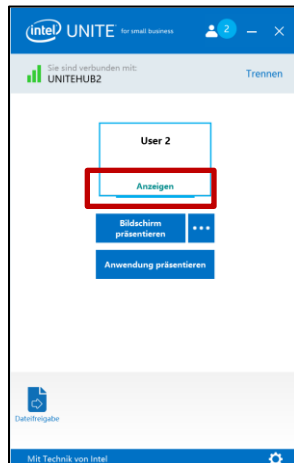 intel UNITE for small business 2
Sie sind verbunden mit:
UNITEHUB2
Trennen
User 2
Anzeigen
Bildschirm
präsentieren
Anwendung präsentieren
Dateifreigabe
Mit Technik von Intel